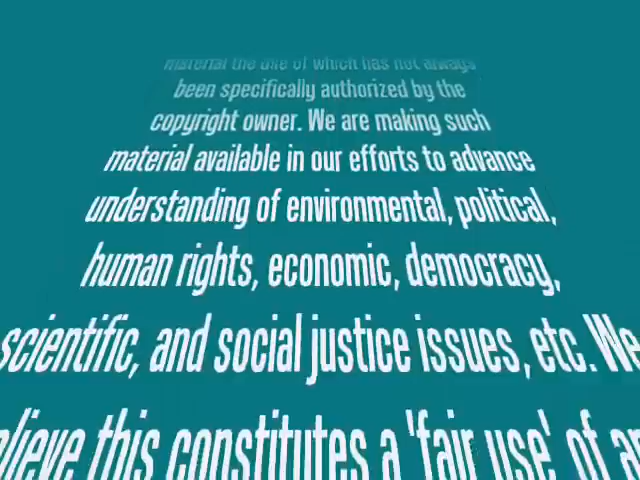 material the use of which has not always
been specifically authorized by the
copyright owner. We are making such
material available in our efforts to advance
understanding of environmental, political,
human rights, economic, democracy,
scientific, and social justice issues, etc. We
elieve this constitutes a 'fair use' of an